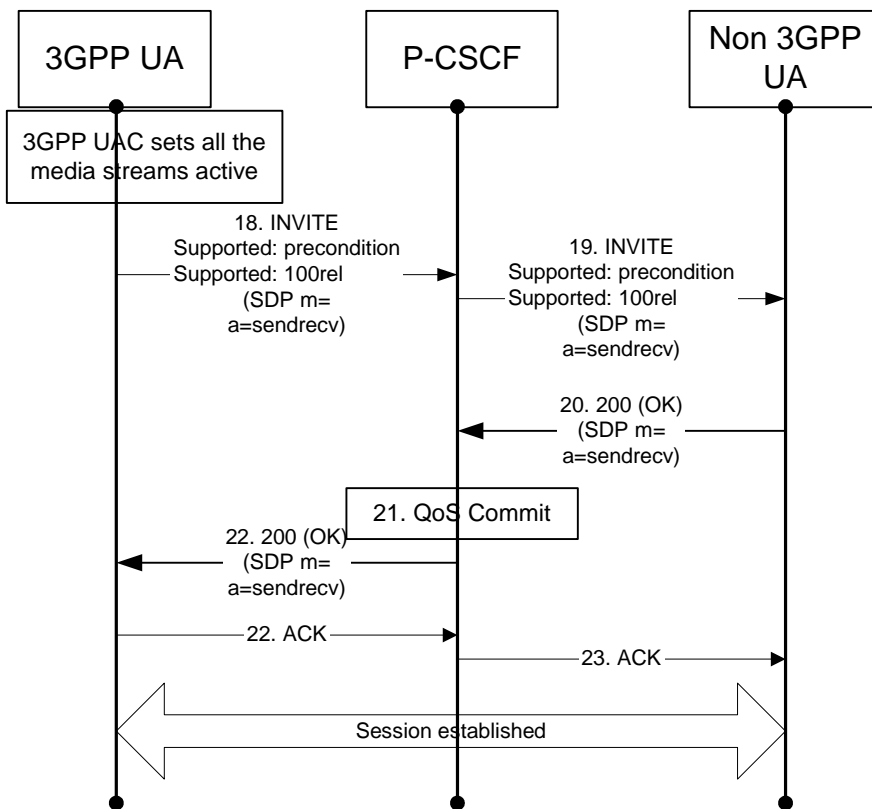 3GPP UA
P-CSCF
Non 3GPP
UA
3GPP UAC sets all the
media streams active
18. INVITE
Supported: precondition
Supported: 100rel
(SDP m=
a=sendrecv)
19. INVITE
Supported: precondition
Supported: 100rel
(SDP m=
a=sendrecv)
20. 200 (OK)
(SDP m=
a=sendrecv)
21. QoS Commit
22. 200 (OK)
(SDP m=
a=sendrecv)
22. ACK
23. ACK
Session established